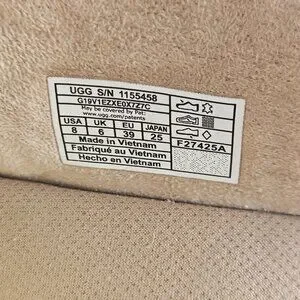 UGG S/N 1155458
G19V1EZXE0X7Z7C
May be covered by Pat:
www.ugg.com/patents
USA UK EU JAPAN
8 6 39 25
Made in Vietnam
Fabriqué au Vietnam
Hecho en Vietnam
F27425A